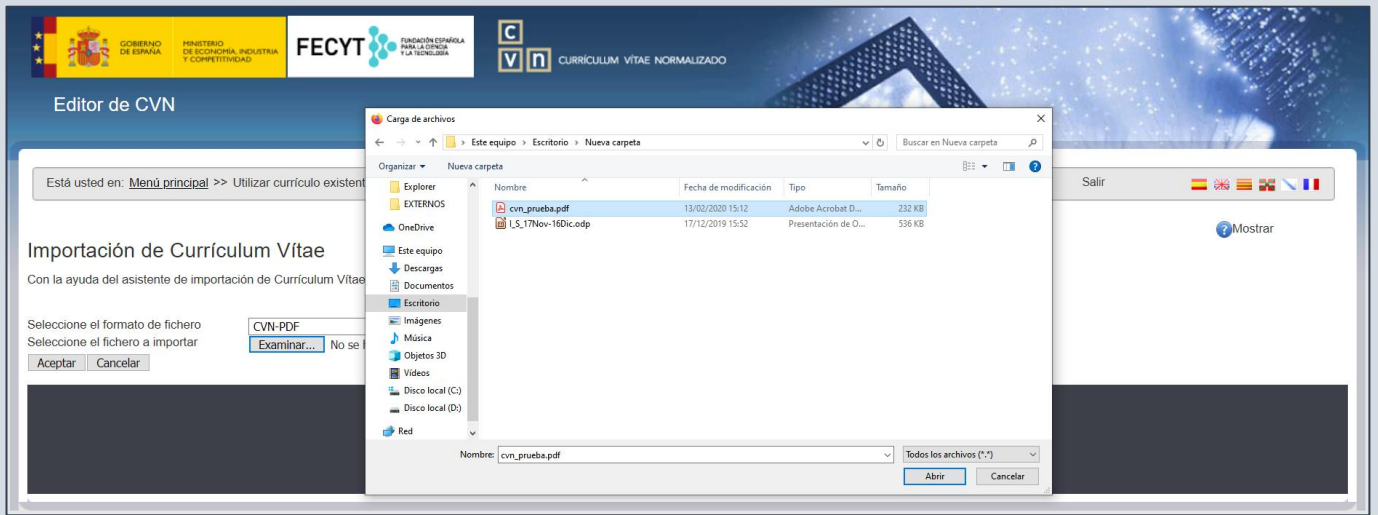 GOBIERNO
DE ESPAÑA
MINISTERIO
DE ECONOMÍA, INDUSTRIA
Y COMPETITIVIDAD
FECYT
FUNDACIÓN ESPAÑOLA
PARA LA CIENCIA
Y LA TECNOLOGÍA
C
V n CURRÍCULUM VÍTAE NORMALIZADO
Editor de CVN
Carga de archivos
Este equipo > Escritorio > Nueva carpeta
Buscar en Nueva carpeta
Organizar
Nueva carpeta
Está usted en: Menú principal >> Utilizar currículo existent
Salir
Mostrar
Importación de Currículum Vítae
Con la ayuda del asistente de importación de Currículum Vítae
Seleccione el formato de fichero CVN-PDF
Seleccione el fichero a importar Examinar... No se h
Aceptar Cancelar
Explorer
EXTERNOS
OneDrive
Este equipo
Descargas
Documentos
Escritorio
Imágenes
Música
Objetos 3D
Vídeos
Disco local (C:)
Disco local (D:)
Red
Nombre Fecha de modificación Tipo Tamaño
cvn_prueba.pdf 13/02/2020 15:12 Adobe Acrobat D... 232 KB
I_S_17Nov-16Dic.odp 17/12/2019 15:52 Presentación de O... 536 KB
Nombre: cvn_prueba.pdf Todos los archivos (*.*)
Abrir Cancelar